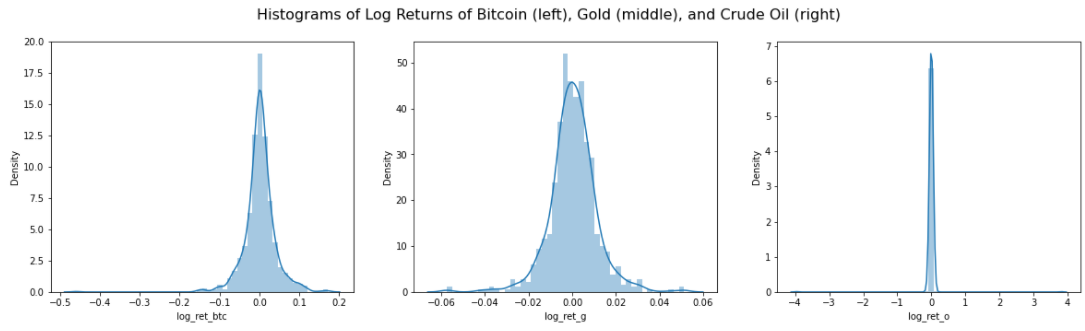 Histograms of Log Returns of Bitcoin (left), Gold (middle), and Crude Oil (right)
20.0
17.5
15.0
12.5
10.0
7.5
5.0
2.5
0.0
Density
−0.5 −0.4 −0.3 −0.2 −0.1 0.0 0.1 0.2
log_ret_btc
50
40
30
20
10
0
Density
−0.06 −0.04 −0.02 0.00 0.02 0.04 0.06
log_ret_g
7
6
5
4
3
2
1
0
Density
−4 −3 −2 −1 0 1 2 3 4
log_ret_o